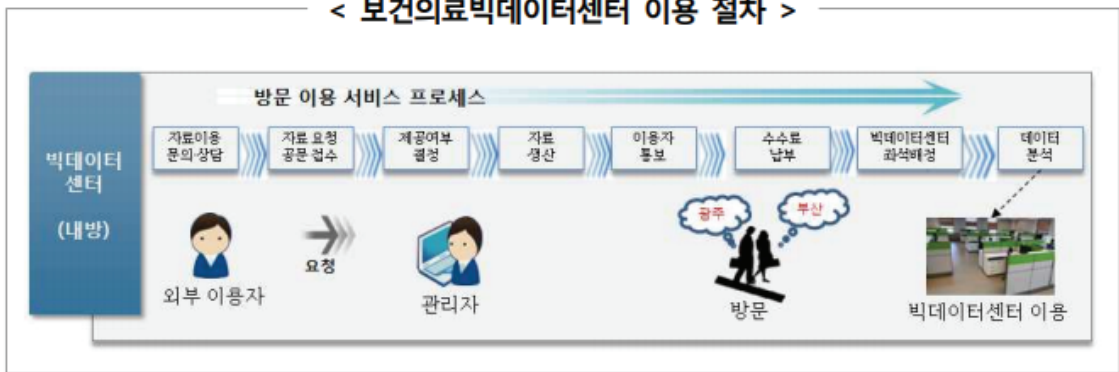 < 보건의료빅데이터센터 이용 절차 >
방문 이용 서비스 프로세스
빅데이터
센터
(내방)
자료이용
문의·상담
자료 요청
공문 접수
제공여부
결정
자료
생산
이용자
통보
수수료
납부
빅데이터센터
좌석배정
데이터
분석
광주
부산
요청
외부 이용자
관리자
방문
빅데이터센터 이용